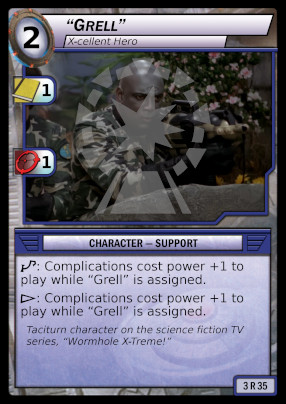 “GRELL”
X-cellent Hero
2
1
1
CHARACTER – SUPPORT
: Complications cost power +1 to
play while “Grell” is assigned.
: Complications cost power +1 to
play while “Grell” is assigned.
Taciturn character on the science fiction TV
series, “Wormhole X-Treme!”
3 R 35